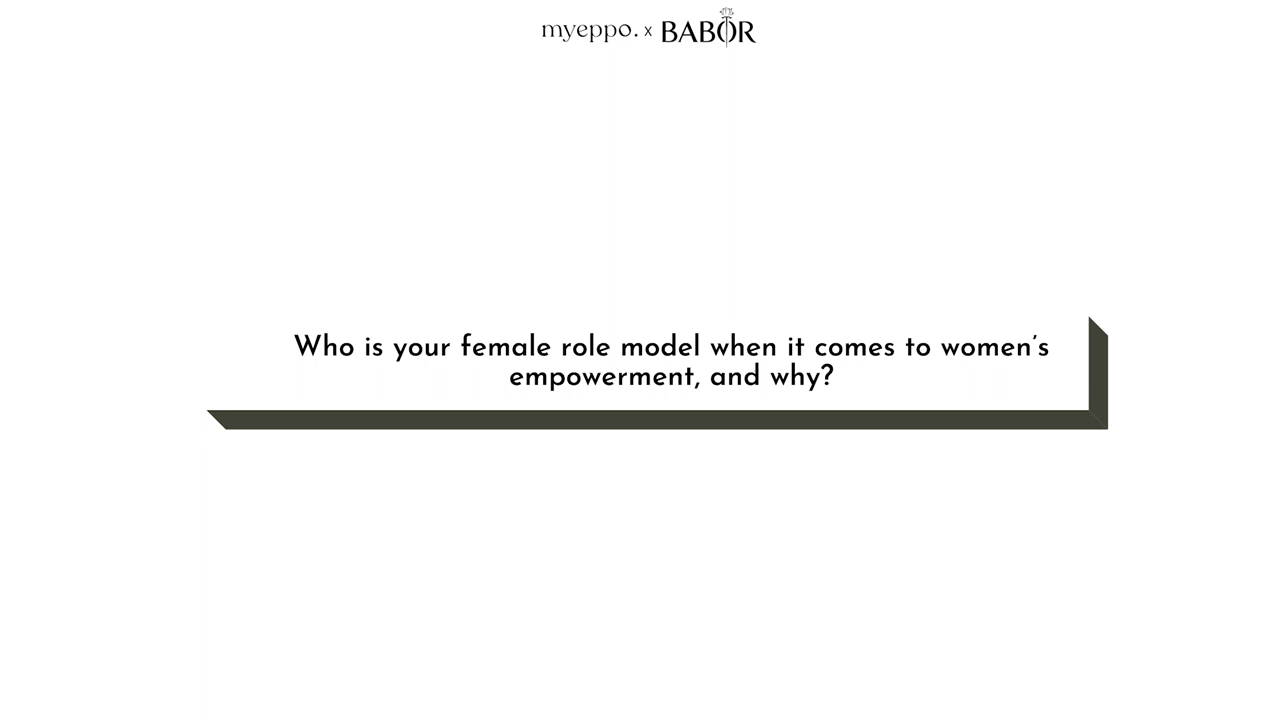 myeppo. x BABOR
Who is your female role model when it comes to women's
empowerment, and why?